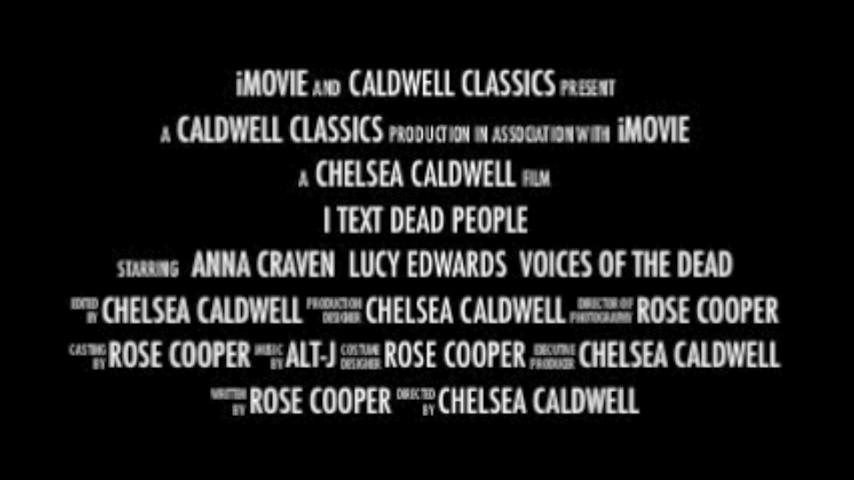 iMOVIE AND CALDWELL CLASSICS PRESENT
A CALDWELL CLASSICS PRODUCTION IN ASSOCIATION WITH iMOVIE
A CHELSEA CALDWELL FILM
I TEXT DEAD PEOPLE
STARRING ANNA CRAVEN LUCY EDWARDS VOICES OF THE DEAD
EDITED BY CHELSEA CALDWELL PRODUCTION DESIGNER CHELSEA CALDWELL DIRECTOR OF PHOTOGRAPHY ROSE COOPER
CASTING BY ROSE COOPER MUSIC BY ALT-J COSTUME DESIGNER ROSE COOPER EXECUTIVE PRODUCER CHELSEA CALDWELL
WRITTEN BY ROSE COOPER DIRECTED BY CHELSEA CALDWELL